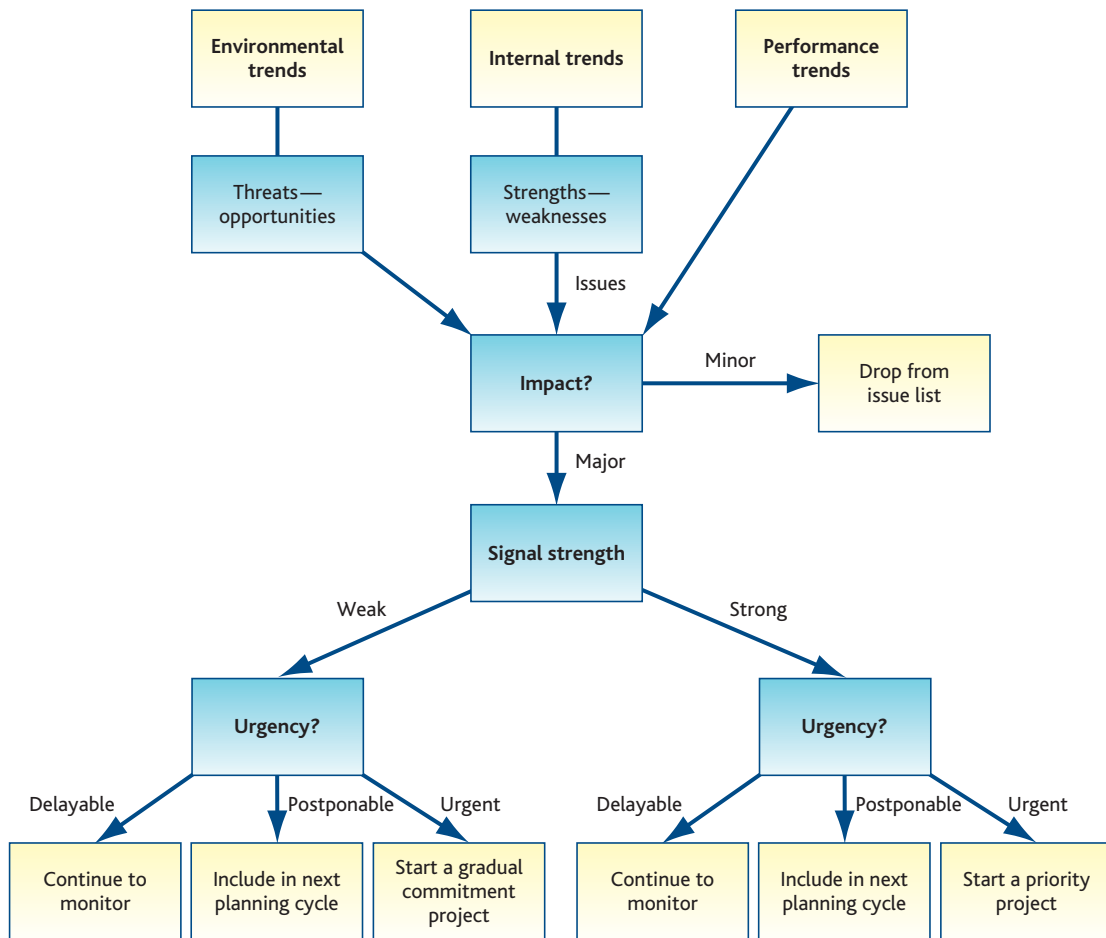 Environmental
trends
Internal trends
Performance
trends
Threats—
opportunities
Strengths—
weaknesses
Issues
Impact?
Minor
Drop from
issue list
Major
Signal strength
Weak
Strong
Urgency?
Urgency?
Delayable
Postponable
Urgent
Delayable
Postponable
Urgent
Continue to
monitor
Include in next
planning cycle
Start a gradual
commitment
project
Continue to
monitor
Include in next
planning cycle
Start a priority
project